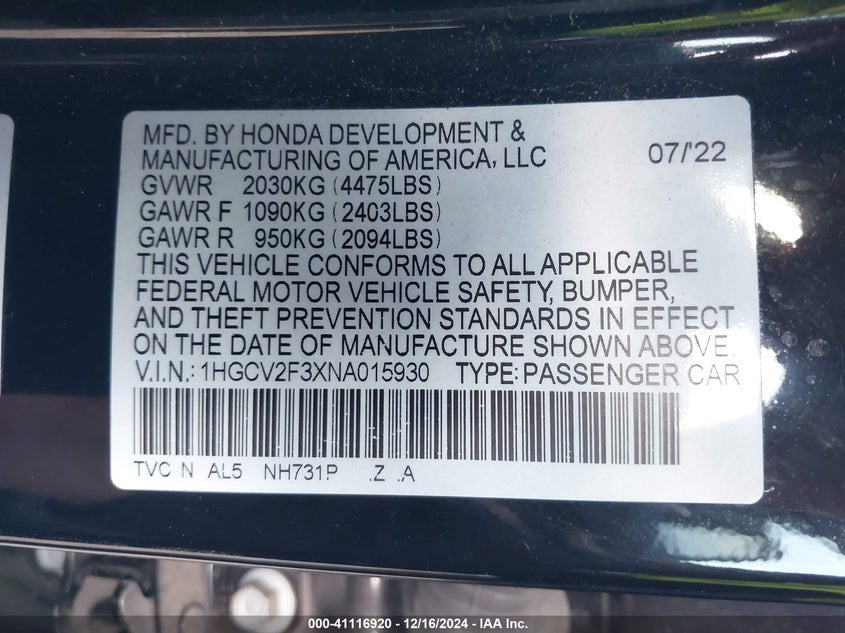 MFD. BY HONDA DEVELOPMENT &
MANUFACTURING OF AMERICA, LLC 07/'22
GVWR 2030KG (4475LBS)
GAWR F 1090KG (2403LBS)
GAWR R 950KG (2094LBS)
THIS VEHICLE CONFORMS TO ALL APPLICABLE
FEDERAL MOTOR VEHICLE SAFETY, BUMPER,
AND THEFT PREVENTION STANDARDS IN EFFECT
ON THE DATE OF MANUFACTURE SHOWN ABOVE.
V.I.N.: 1HGCV2F3XNA015930 TYPE: PASSENGER CAR
TVC N AL5 NH731P .Z .A
000-41116920 - 12/16/2024 - IAA Inc.